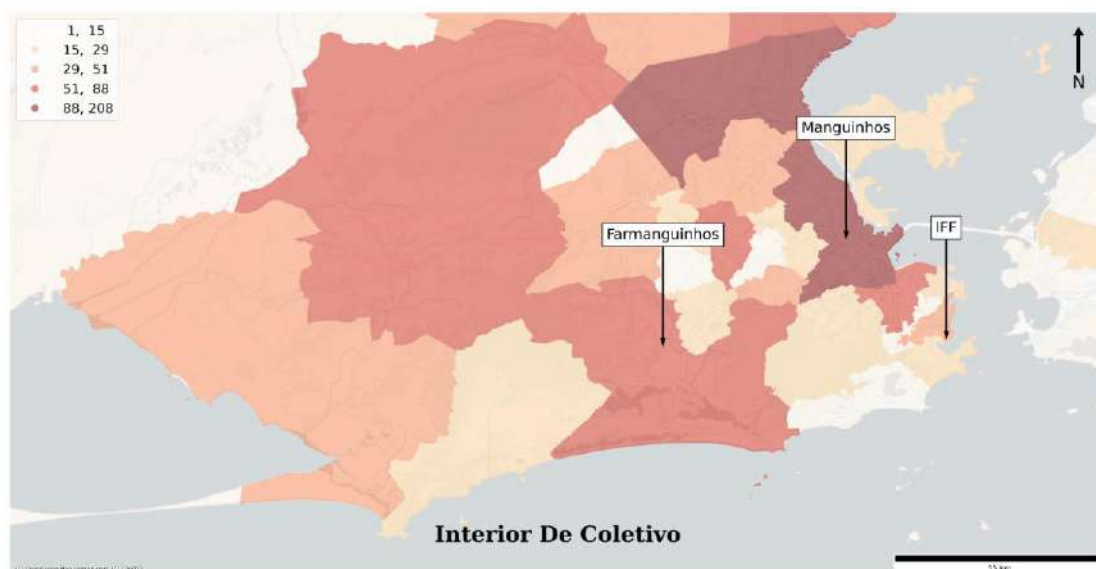 1, 15
15, 29
29, 51
51, 88
88, 208
N
Manguinhos
IFF
Farmanguinhos
Interior De Coletivo